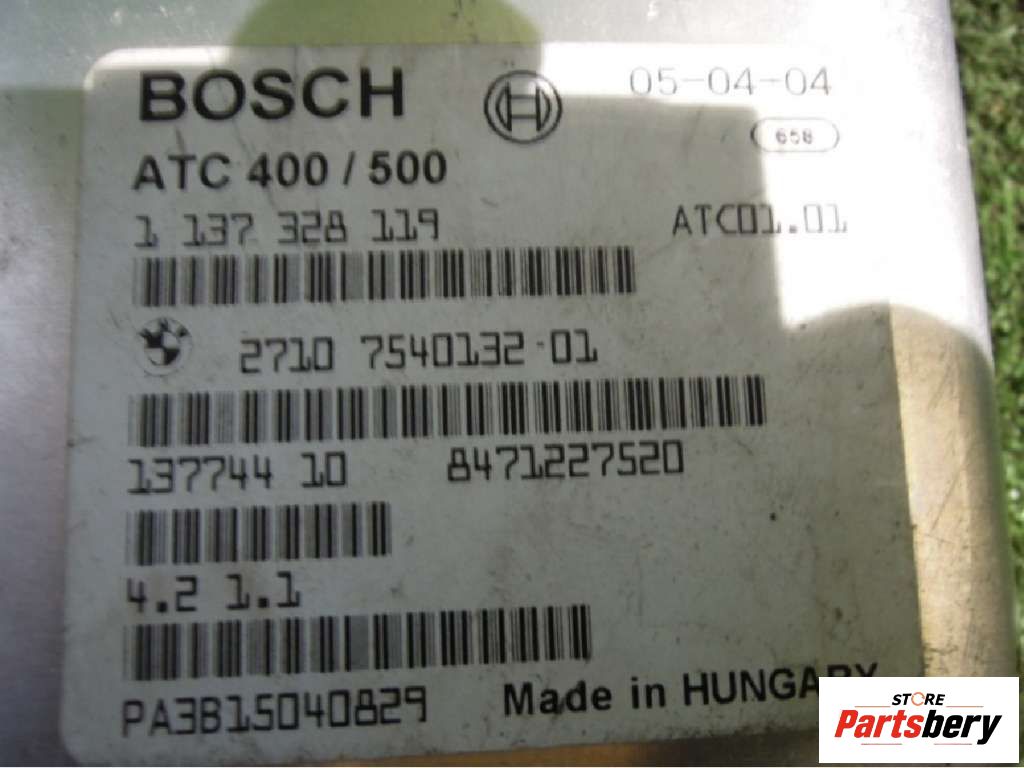 BOSCH
05-04-04
658
ATC 400 / 500
1 137 328 119
ATC01.01
2710 7540132-01
137744 10
8471227520
4.2 1.1
PA3B15040829
Made in HUNGARY
STORE
Partsbery